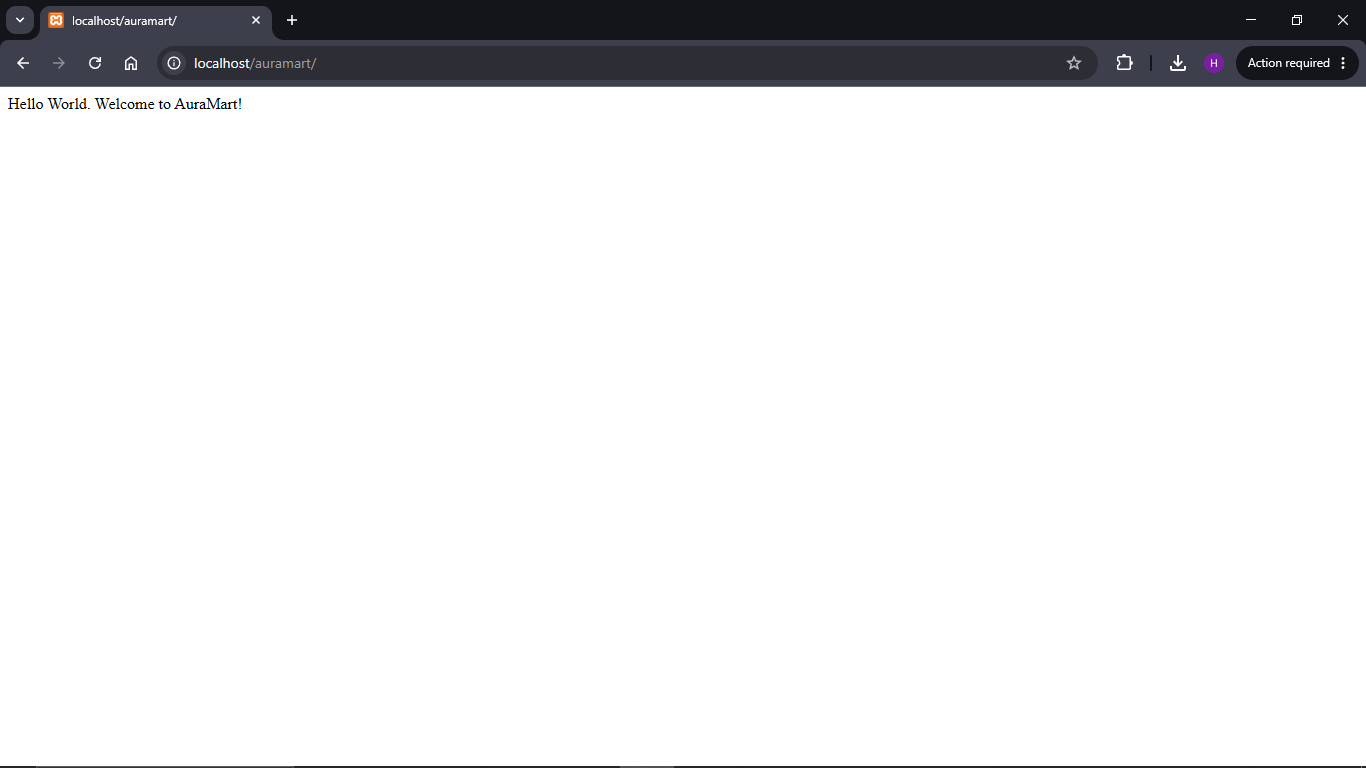 localhost/auramart/
localhost/auramart/
H
Action required
Hello World. Welcome to AuraMart!